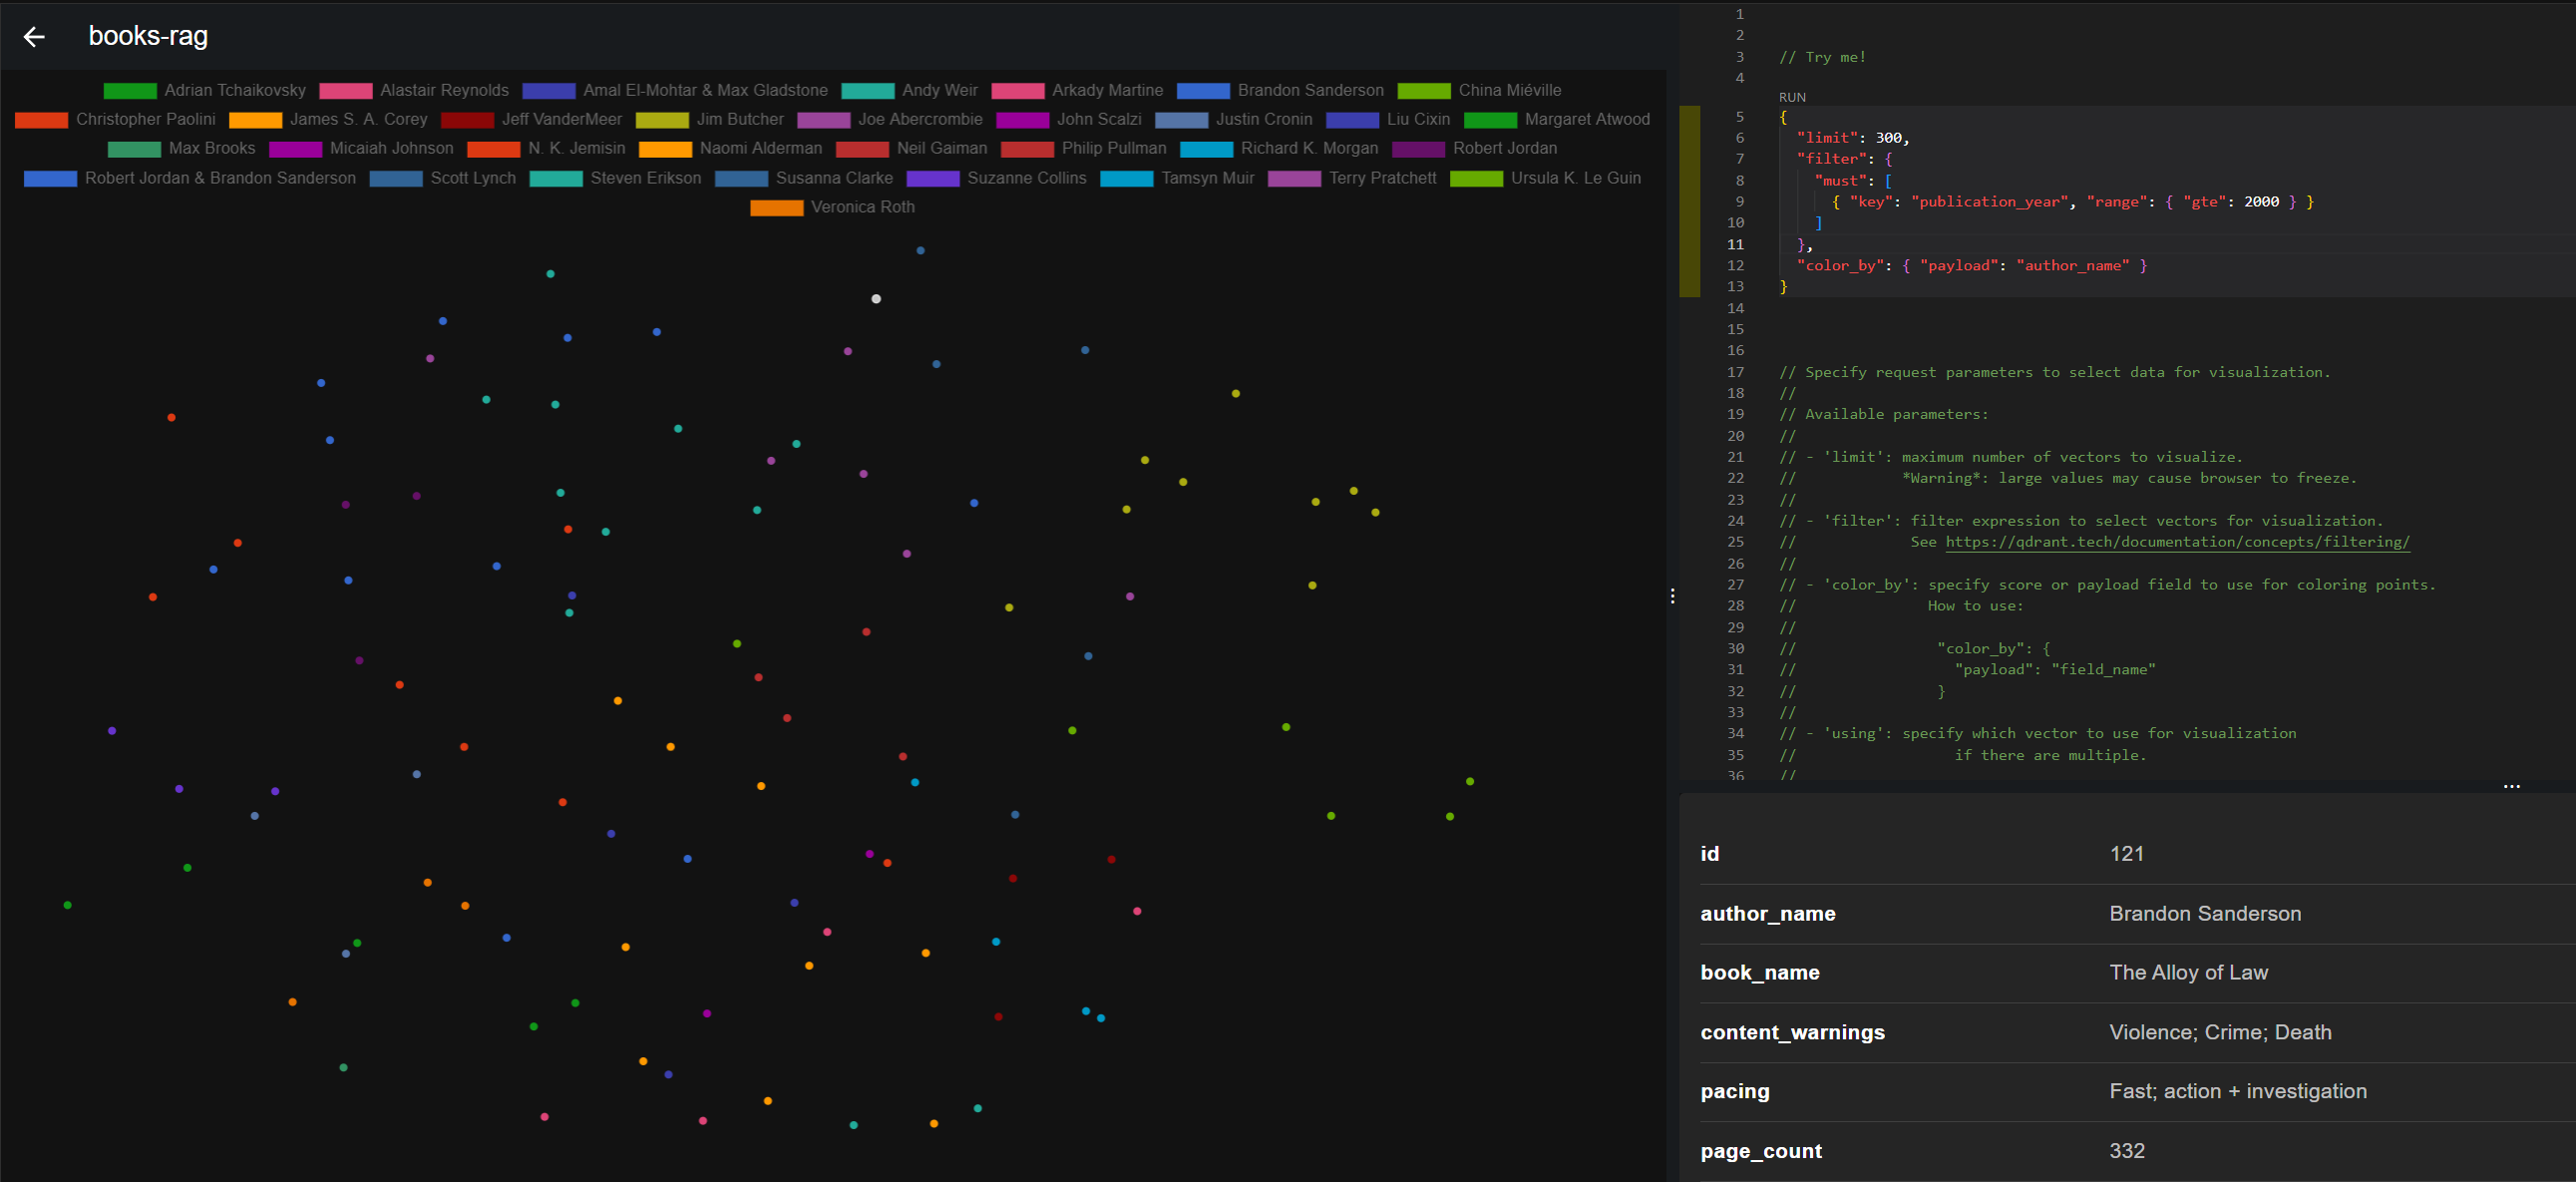 books-rag
Adrian Tchaikovsky Alastair Reynolds Amal El-Mohtar & Max Gladstone Andy Weir Arkady Martine Brandon Sanderson China Miéville
Christopher Paolini James S. A. Corey Jeff VanderMeer Jim Butcher Joe Abercrombie John Scalzi Justin Cronin Liu Cixin Margaret Atwood
Max Brooks Micaiah Johnson N. K. Jemisin Naomi Alderman Neil Gaiman Philip Pullman Richard K. Morgan Robert Jordan
Robert Jordan & Brandon Sanderson Scott Lynch Steven Erikson Susanna Clarke Suzanne Collins Tamsyn Muir Terry Pratchett Ursula K. Le Guin
Veronica Roth
1
2
3 // Try me!
4
RUN
5 {
6 "limit": 300,
7 "filter": {
8 "must": [
9 { "key": "publication_year", "range": { "gte": 2000 } }
10 ]
11 },
12 "color_by": { "payload": "author_name" }
13 }
14
15
16
17 // Specify request parameters to select data for visualization.
18 //
19 // Available parameters:
20 //
21 // - 'limit': maximum number of vectors to visualize.
22 // *Warning*: large values may cause browser to freeze.
23 //
24 // - 'filter': filter expression to select vectors for visualization.
25 // See https://qdrant.tech/documentation/concepts/filtering/
26 //
27 // - 'color_by': specify score or payload field to use for coloring points.
28 // How to use:
29 //
30 // "color_by": {
31 // "payload": "field_name"
32 // }
33 //
34 // - 'using': specify which vector to use for visualization
35 // if there are multiple.
36 //
id 121
author_name Brandon Sanderson
book_name The Alloy of Law
content_warnings Violence; Crime; Death
pacing Fast; action + investigation
page_count 332